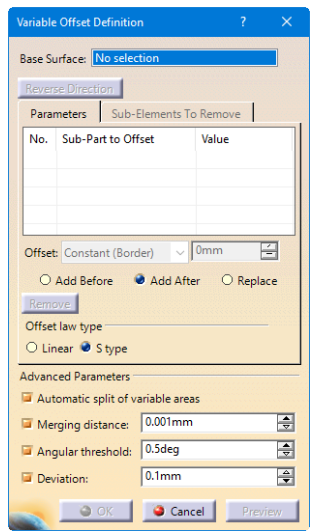 Variable Offset Definition ? ×
Base Surface: No selection
Reverse Direction
Parameters Sub-Elements To Remove
No. Sub-Part to Offset Value
Offset: Constant (Border) 0mm
Add Before Add After Replace
Remove
Offset law type
Linear S type
Advanced Parameters
Automatic split of variable areas
Merging distance: 0.001mm
Angular threshold: 0.5deg
Deviation: 0.1mm
OK Cancel Preview